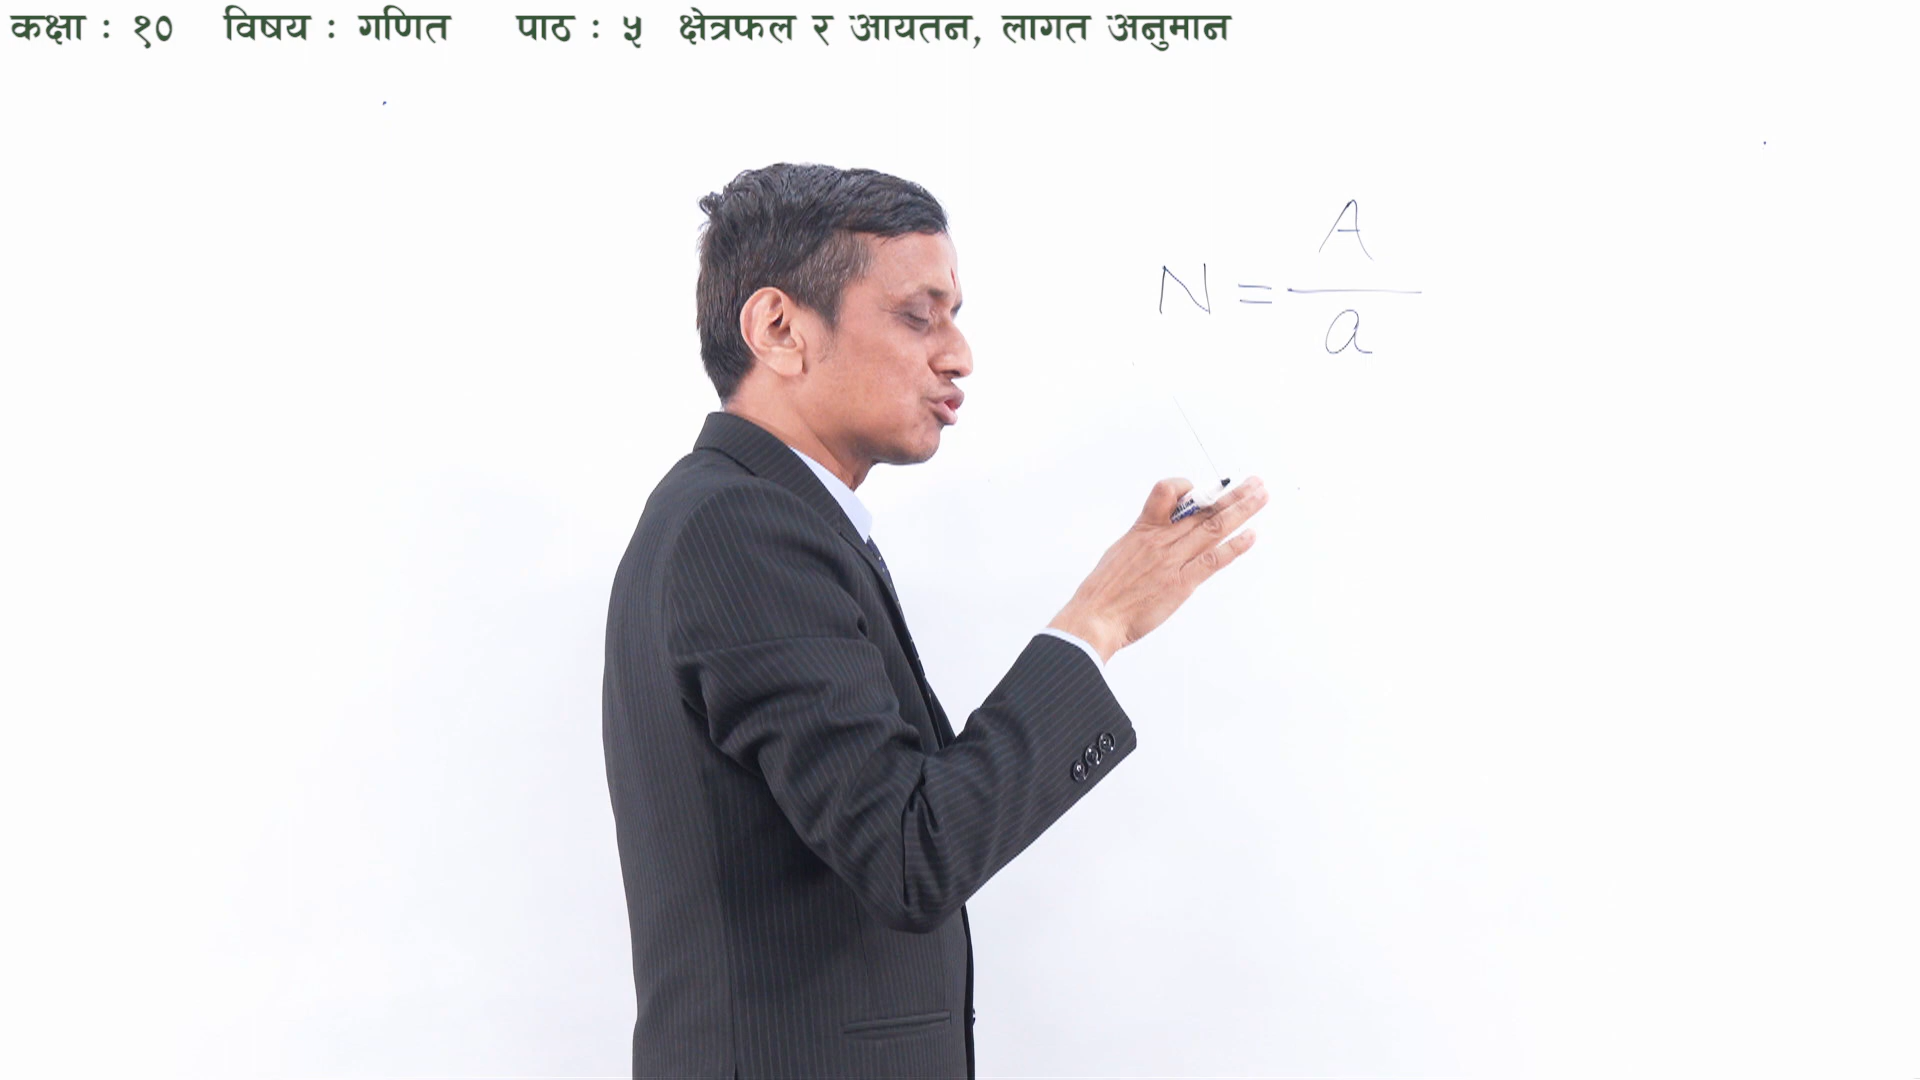 कक्षा : १० विषय : गणित पाठ : ५ क्षेत्रफल र आयतन, लागत अनुमान
N = A / a